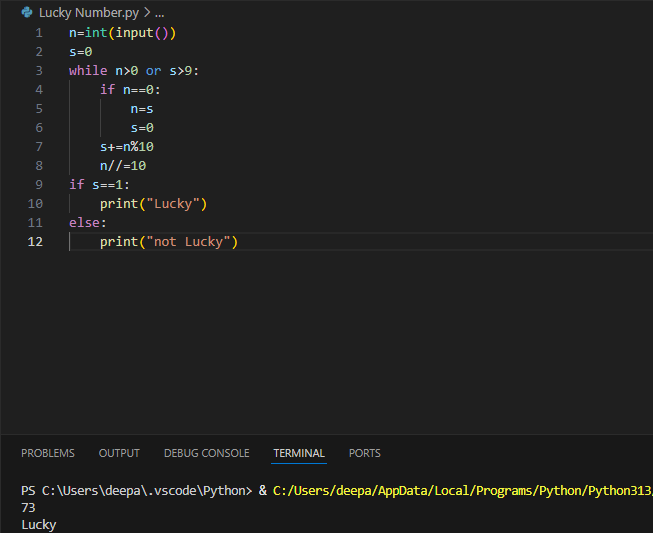 Lucky Number.py > ...
1 n=int(input())
2 s=0
3 while n>0 or s>9:
4     if n==0:
5         n=s
6         s=0
7     s+=n%10
8     n//=10
9 if s==1:
10     print("Lucky")
11 else:
12     print("not Lucky")
PROBLEMS OUTPUT DEBUG CONSOLE TERMINAL PORTS
PS C:\Users\deepa\.vscode\Python> & C:/Users/deepa/AppData/Local/Programs/Python/Python313/
73
Lucky